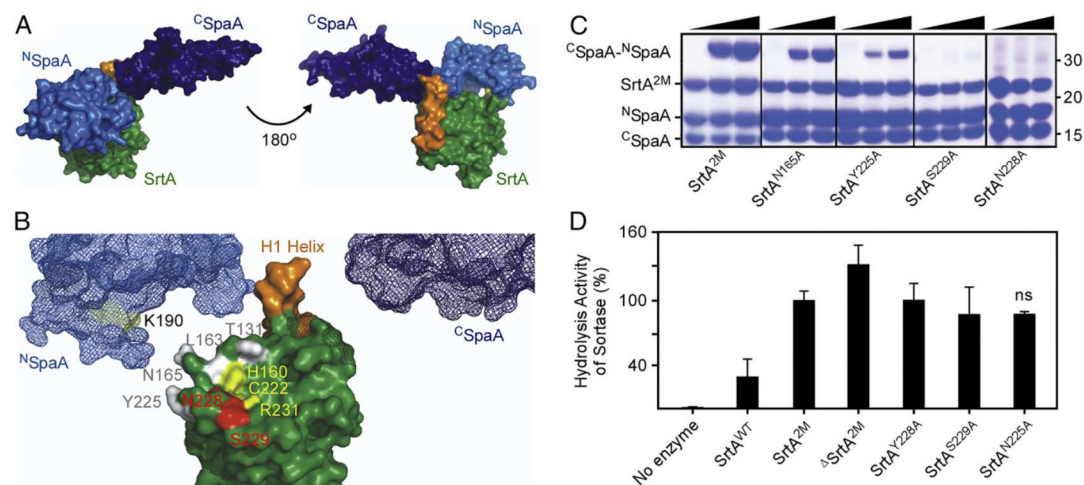 A
CSpaA
CSpaA
NSpaA
NSpaA
180º
SrtA
SrtA
B
H1 Helix
K190
T131
L163
NSpaA
CSpaA
N165
H160
C222
Y225
N228
R231
S229
C
CSpaA-NSpaA
30
SrtA2M
20
NSpaA
CSpaA
15
SrtA2M
SrtAN165A
SrtAY225A
SrtAS229A
SrtAN228A
D
160
100
40
Hydrolysis Activity
of Sortase (%)
ns
No enzyme
SrtAWT
SrtA2M
ΔSrtA2M
SrtAY228A
SrtAS229A
SrtAN225A